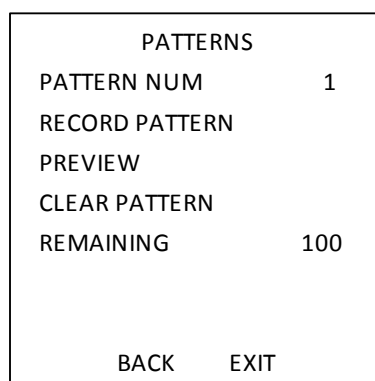 PATTERNS
PATTERN NUM 1
RECORD PATTERN
PREVIEW
CLEAR PATTERN
REMAINING 100
BACK EXIT